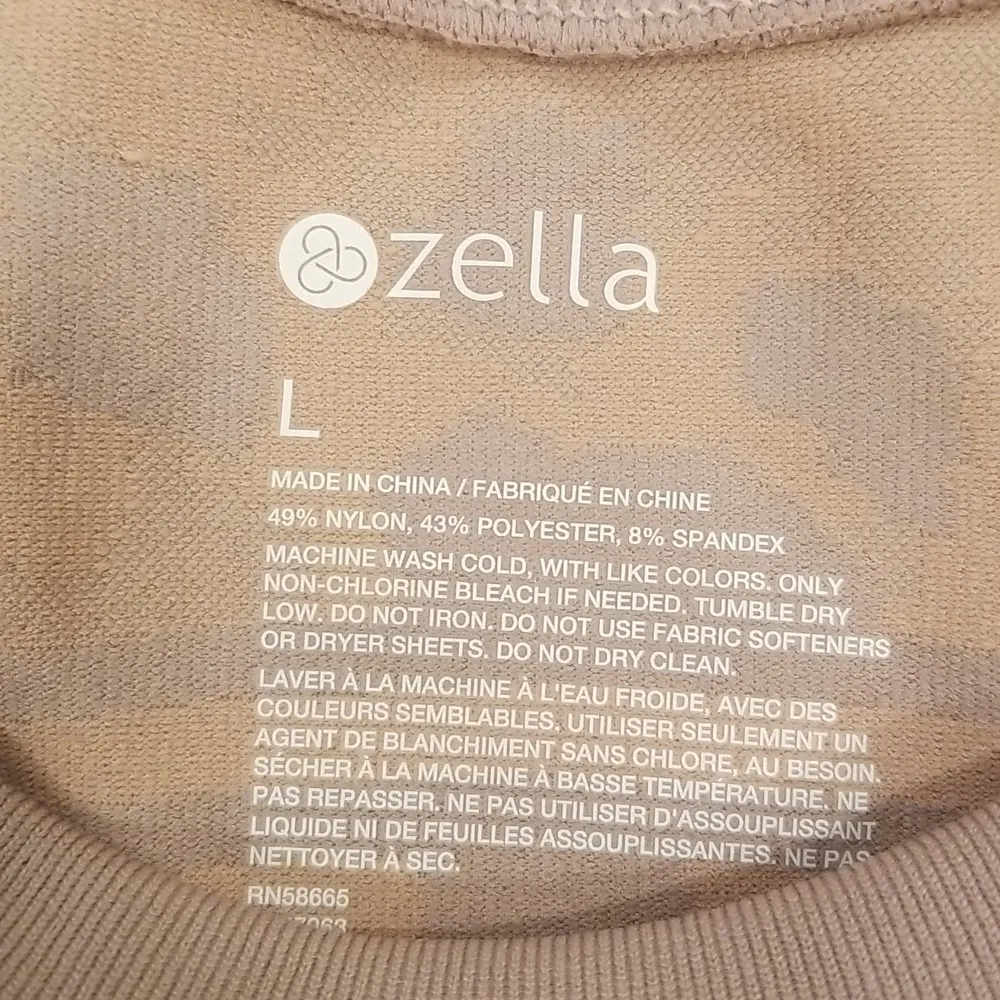 zella
L
MADE IN CHINA / FABRIQUÉ EN CHINE
49% NYLON, 43% POLYESTER, 8% SPANDEX
MACHINE WASH COLD, WITH LIKE COLORS. ONLY
NON-CHLORINE BLEACH IF NEEDED. TUMBLE DRY
LOW. DO NOT IRON. DO NOT USE FABRIC SOFTENERS
OR DRYER SHEETS. DO NOT DRY CLEAN.
LAVER À LA MACHINE À L'EAU FROIDE, AVEC DES
COULEURS SEMBLABLES. UTILISER SEULEMENT UN
AGENT DE BLANCHIMENT SANS CHLORE, AU BESOIN.
SÉCHER À LA MACHINE À BASSE TEMPÉRATURE. NE
PAS REPASSER. NE PAS UTILISER D'ASSOUPLISSANT
LIQUIDE NI DE FEUILLES ASSOUPLISSANTES. NE PAS
NETTOYER À SEC.
RN58665